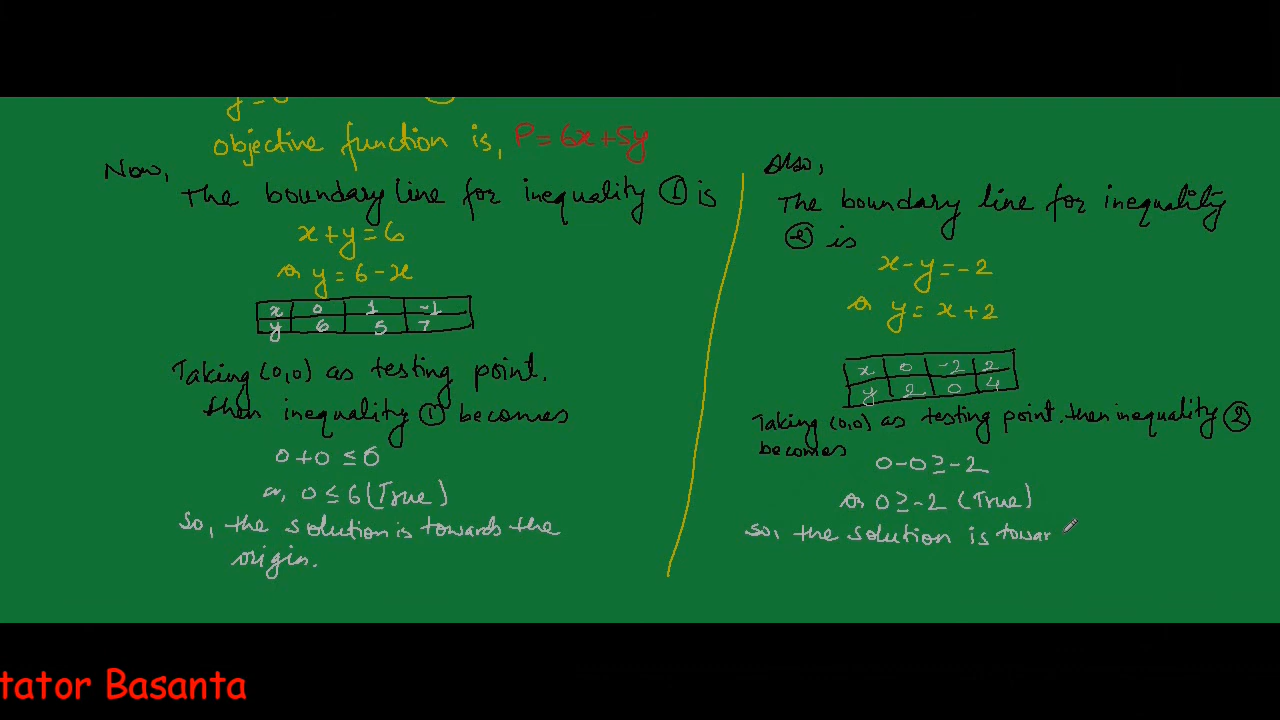 objective function is, P = 6x+5y
Now,
The boundary line for inequality ① is
x+y=6
or y = 6-x
x 0 1 -1
y 6 5 7
Taking (0,0) as testing point.
then inequality ① becomes
0+0 ≤ 6
or, 0 ≤ 6 (True)
So, the solution is towards the
origin.
Also,
The boundary line for inequality
② is
x-y=-2
or y = x+2
x 0 -2 2
y 2 0 4
Taking (0,0) as testing point. then inequality ②
becomes
0-0 ≥ -2
or 0 ≥ -2 (True)
so, the solution is towar
tator Basanta